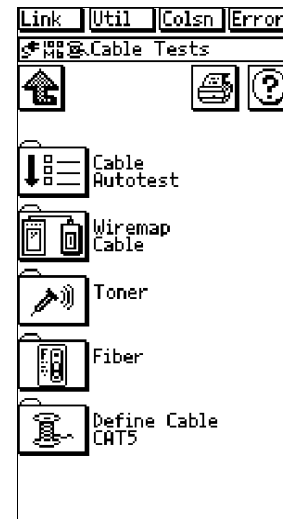 Link Util Colsn Error
Cable Tests
Cable
Autotest
Wiremap
Cable
Toner
Fiber
Define Cable
CAT5